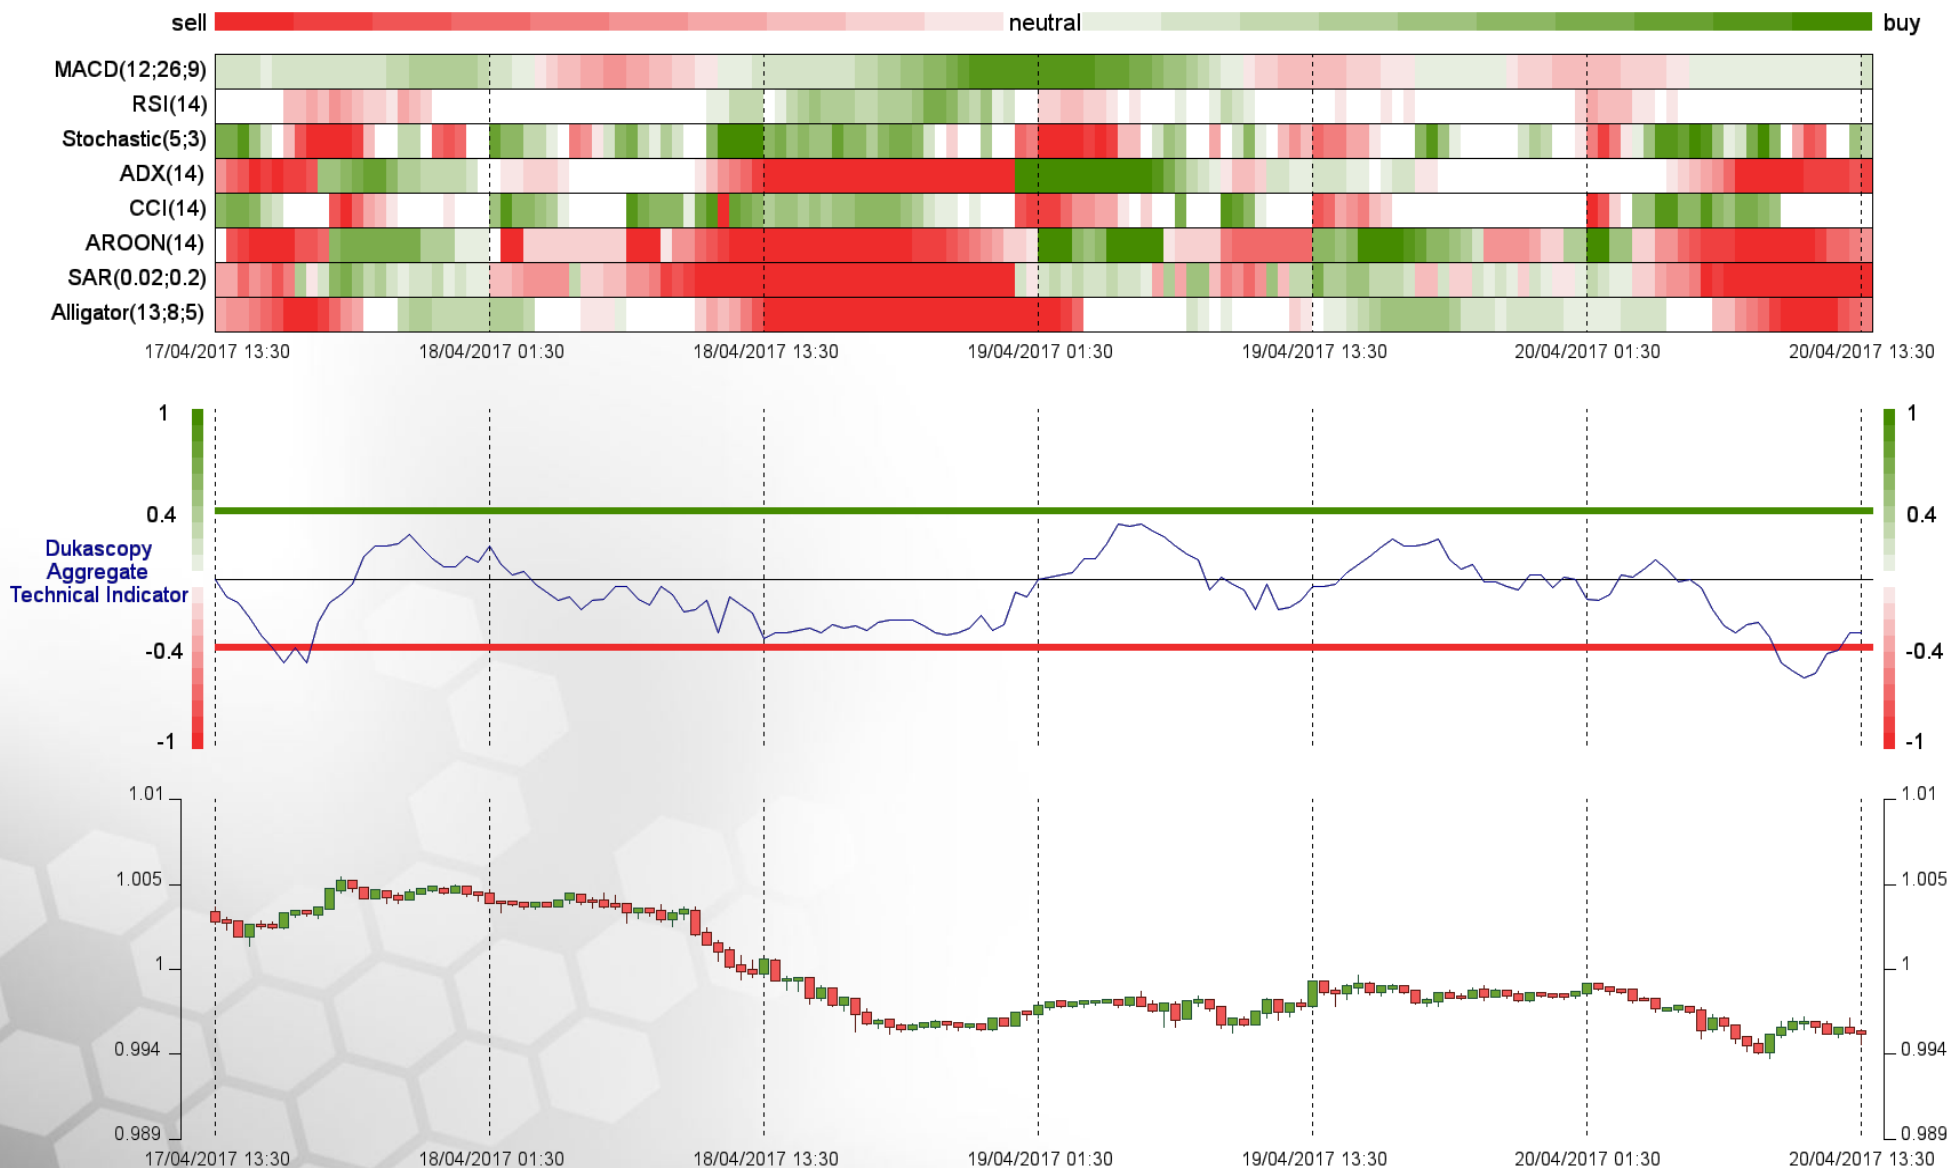 sell neutral buy
MACD(12;26;9)
RSI(14)
Stochastic(5;3)
ADX(14)
CCI(14)
AROON(14)
SAR(0.02;0.2)
Alligator(13;8;5)
17/04/2017 13:30 18/04/2017 01:30 18/04/2017 13:30 19/04/2017 01:30 19/04/2017 13:30 20/04/2017 01:30 20/04/2017 13:30
1 1
0.4 0.4
Dukascopy
Aggregate
Technical Indicator
-0.4 -0.4
-1 -1
1.01 1.01
1.005 1.005
1 1
0.994 0.994
0.989 0.989
17/04/2017 13:30 18/04/2017 01:30 18/04/2017 13:30 19/04/2017 01:30 19/04/2017 13:30 20/04/2017 01:30 20/04/2017 13:30